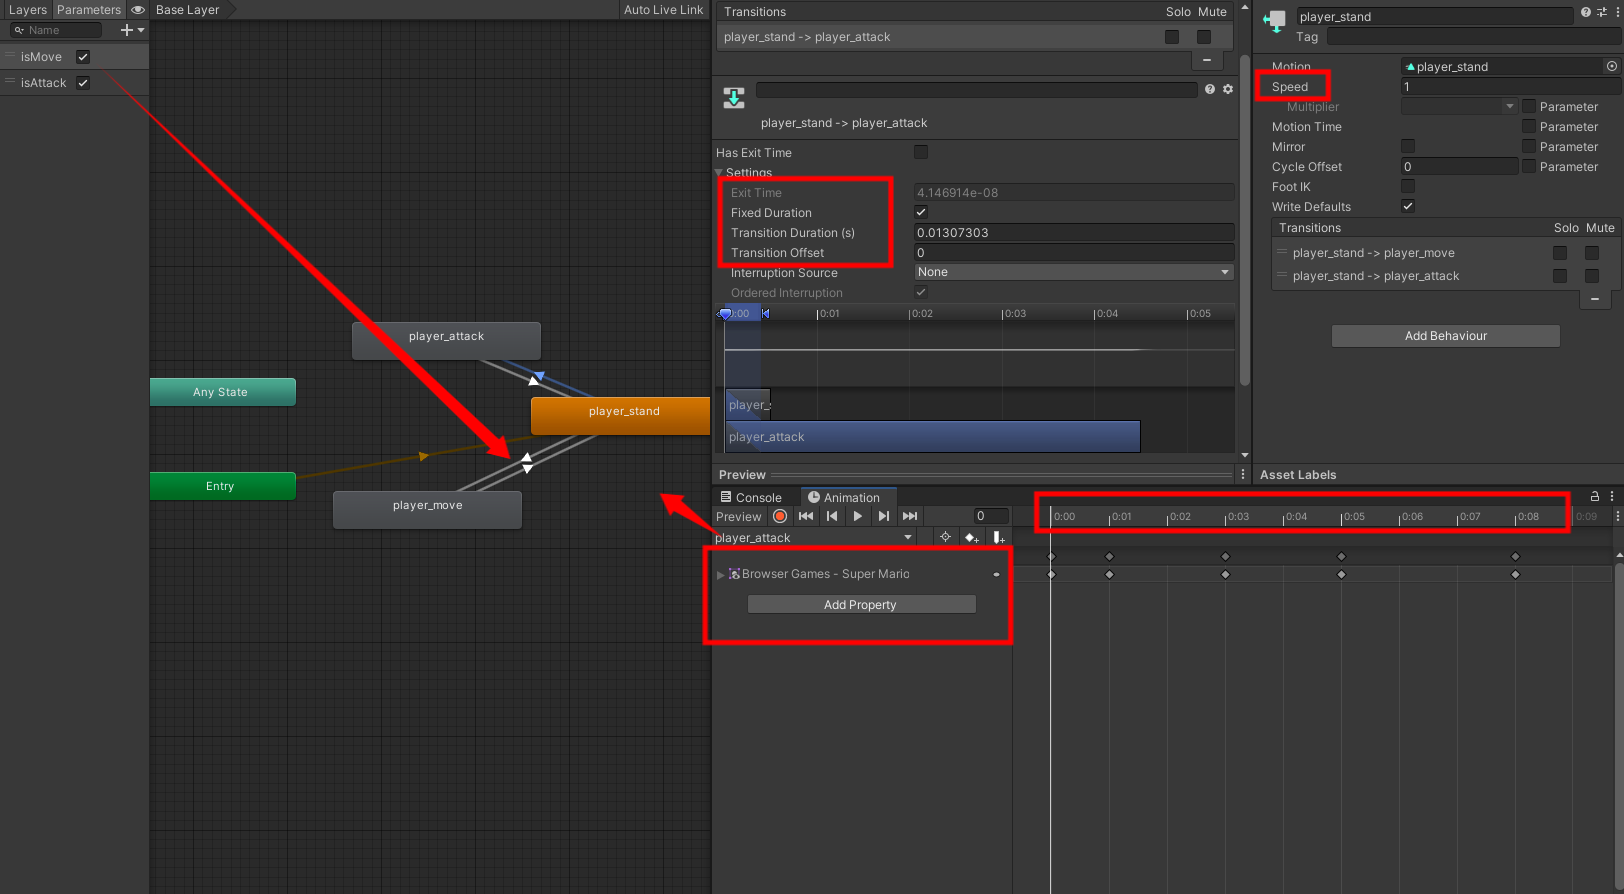 Layers Parameters Base Layer Auto Live Link
Name
isMove
isAttack
player_attack
Any State
player_stand
Entry
player_move
Transitions Solo Mute
player_stand -> player_attack
player_stand -> player_attack
Has Exit Time
Settings
Exit Time 4.146914e-08
Fixed Duration
Transition Duration (s) 0.01307303
Transition Offset 0
Interruption Source None
Ordered Interruption
0:00 0:01 0:02 0:03 0:04 0:05
player_s
player_attack
Preview
Console Animation
Preview 0
player_attack
Browser Games - Super Mario
Add Property
0:00 0:01 0:02 0:03 0:04 0:05 0:06 0:07 0:08 0:09
player_stand
Tag
Motion player_stand
Speed 1
Multiplier Parameter
Motion Time Parameter
Mirror Parameter
Cycle Offset 0 Parameter
Foot IK
Write Defaults
Transitions Solo Mute
player_stand -> player_move
player_stand -> player_attack
Add Behaviour
Asset Labels